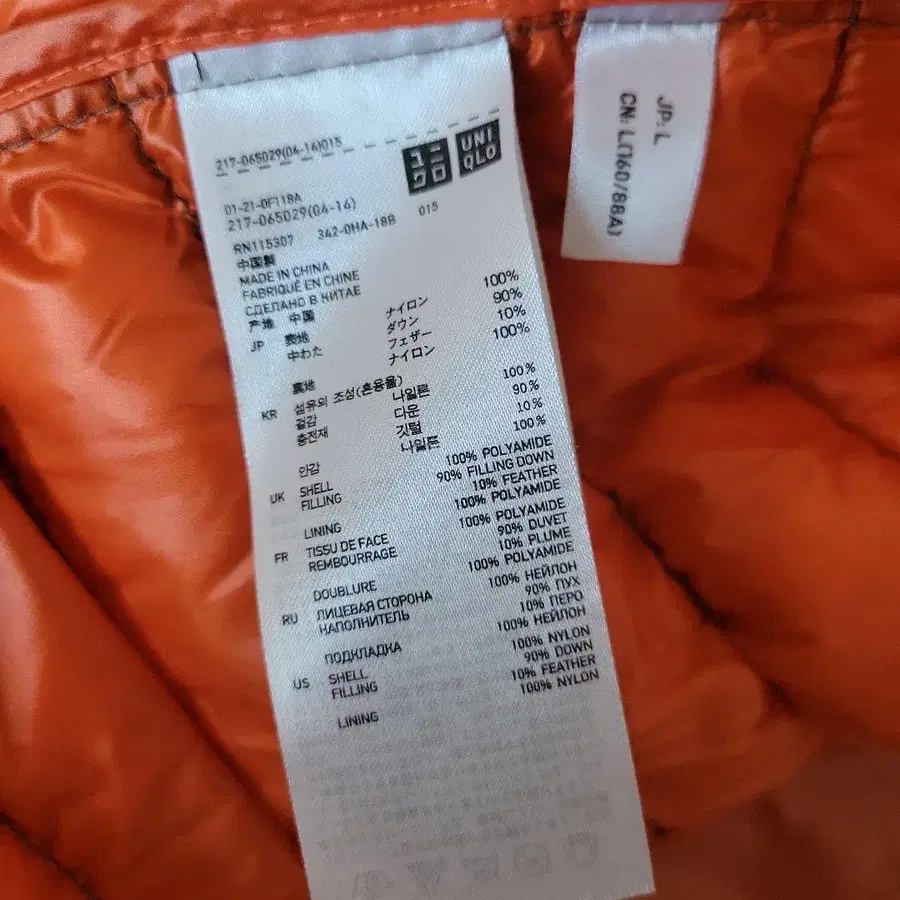 217-065029(04-16)015
ユニクロ
UNIQLO
01-21-0F118A
217-065029(04-16)
RN115307 342-0HA-18B 015
中国製
MADE IN CHINA
FABRIQUÉ EN CHINE
СДЕЛАНО В КИТАЕ
产地 中国
JP 表地 ナイロン 100%
中わた ダウン 90%
フェザー 10%
裏地 ナイロン 100%
KR 섬유의 조성(혼용율)
겉감 나일론 100%
충전재 다운 90%
깃털 10%
안감 나일론 100%
UK SHELL 100% POLYAMIDE
FILLING 90% FILLING DOWN
10% FEATHER
LINING 100% POLYAMIDE
FR TISSU DE FACE 100% POLYAMIDE
REMBOURRAGE 90% DUVET
10% PLUME
DOUBLURE 100% POLYAMIDE
RU ЛИЦЕВАЯ СТОРОНА 100% НЕЙЛОН
НАПОЛНИТЕЛЬ 90% ПУХ
10% ПЕРО
ПОДКЛАДКА 100% НЕЙЛОН
US SHELL 100% NYLON
FILLING 90% DOWN
10% FEATHER
LINING 100% NYLON
JP: L
CN: L(160/88A)